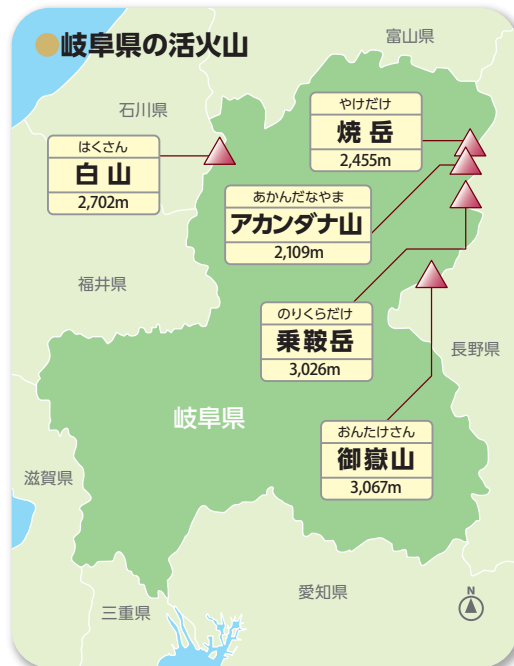 岐阜県の活火山
富山県
石川県
やけだけ
焼岳
2,455m
はくさん
白山
2,702m
あかんだなやま
アカンダナ山
2,109m
福井県
のりくらだけ
乗鞍岳
3,026m
長野県
岐阜県
おんたけさん
御嶽山
3,067m
滋賀県
愛知県
三重県
N